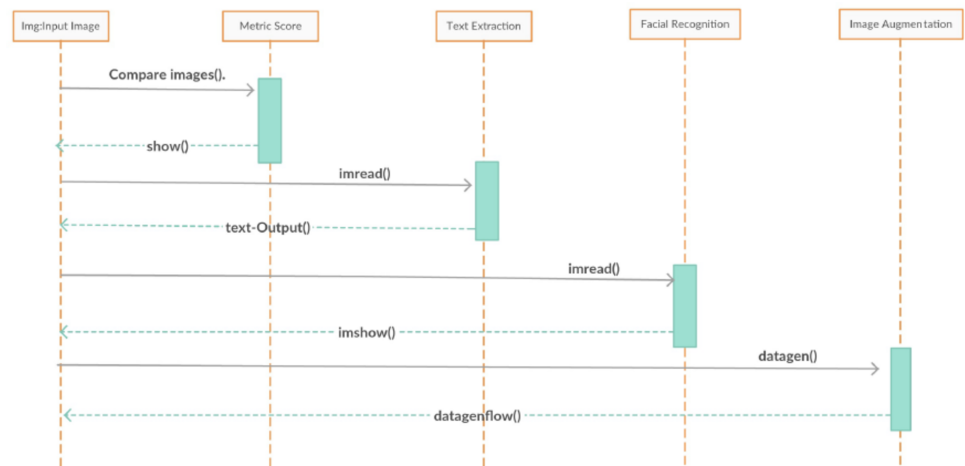 Img:Input Image
Metric Score
Text Extraction
Facial Recognition
Image Augmentation
Compare images().
show()
imread()
text-Output()
imread()
imshow()
datagen()
datagenflow()